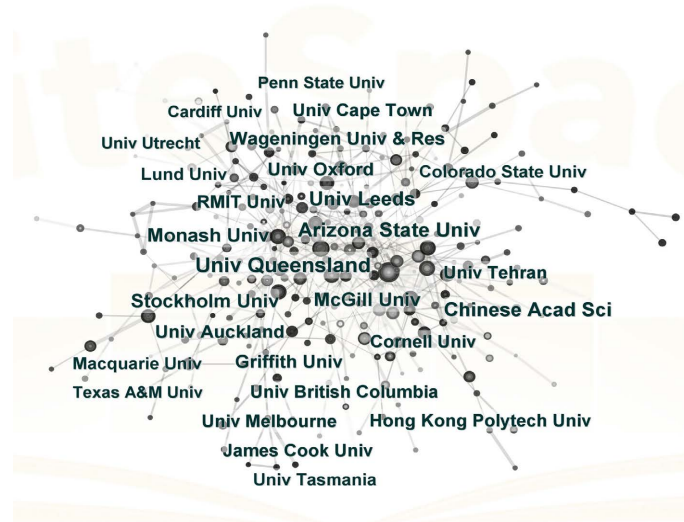 Penn State Univ
Cardiff Univ
Univ Cape Town
Univ Utrecht
Wageningen Univ & Res
Lund Univ
Univ Oxford
Colorado State Univ
RMIT Univ
Univ Leeds
Monash Univ
Arizona State Univ
Univ Queensland
Univ Tehran
Stockholm Univ
McGill Univ
Chinese Acad Sci
Univ Auckland
Cornell Univ
Macquarie Univ
Griffith Univ
Texas A&M Univ
Univ British Columbia
Univ Melbourne
Hong Kong Polytech Univ
James Cook Univ
Univ Tasmania